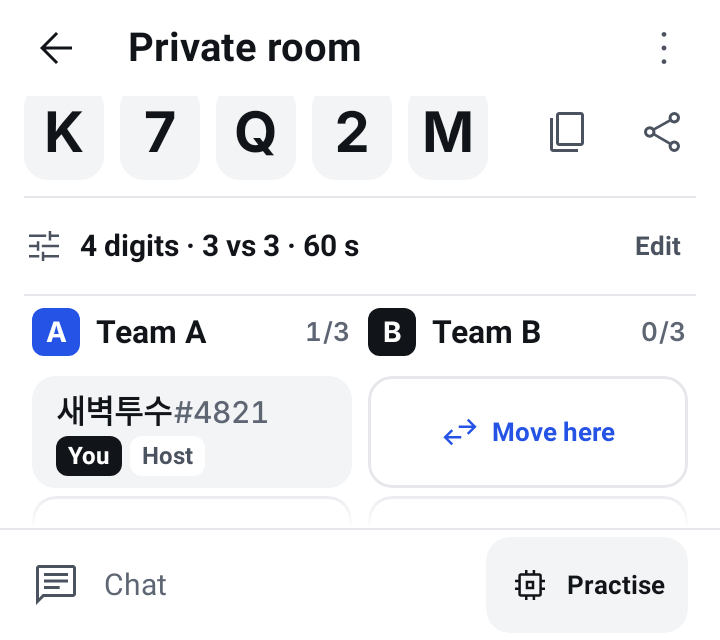 Private room
K 7 Q 2 M
4 digits · 3 vs 3 · 60 s Edit
A Team A 1/3 B Team B 0/3
새벽투수#4821
You Host
Move here
Chat Practise